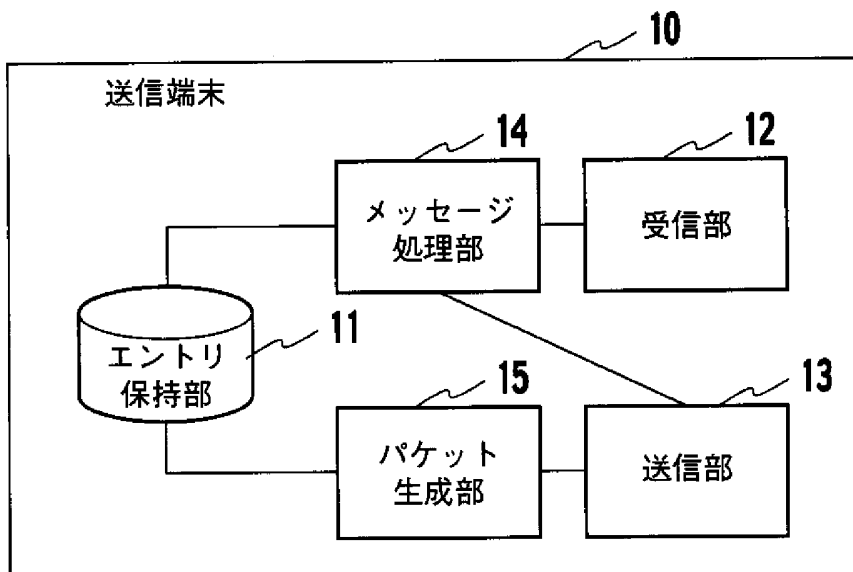 10
送信端末
14
12
メッセージ
処理部
受信部
エントリ
保持部
11
15
13
パケット
生成部
送信部